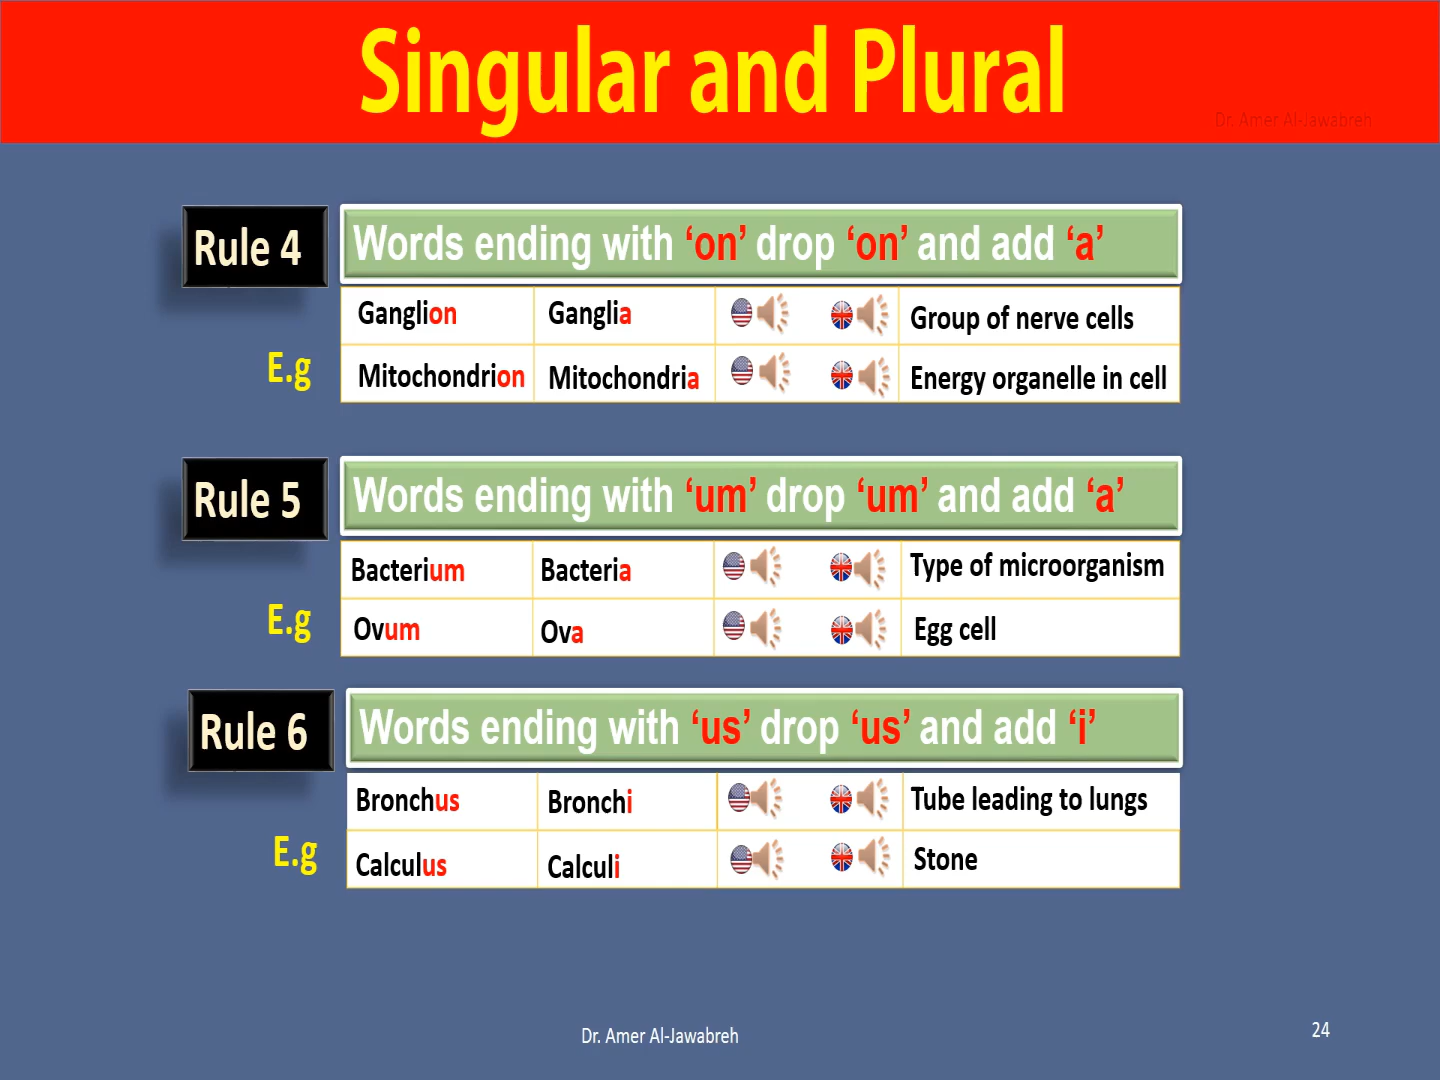 Singular and Plural
Dr. Amer Al-Jawabreh
Rule 4
Words ending with ‘on’ drop ‘on’ and add ‘a’
E.g
Ganglion Ganglia Group of nerve cells
Mitochondrion Mitochondria Energy organelle in cell
Rule 5
Words ending with ‘um’ drop ‘um’ and add ‘a’
E.g
Bacterium Bacteria Type of microorganism
Ovum Ova Egg cell
Rule 6
Words ending with ‘us’ drop ‘us’ and add ‘i’
E.g
Bronchus Bronchi Tube leading to lungs
Calculus Calculi Stone
Dr. Amer Al-Jawabreh
24